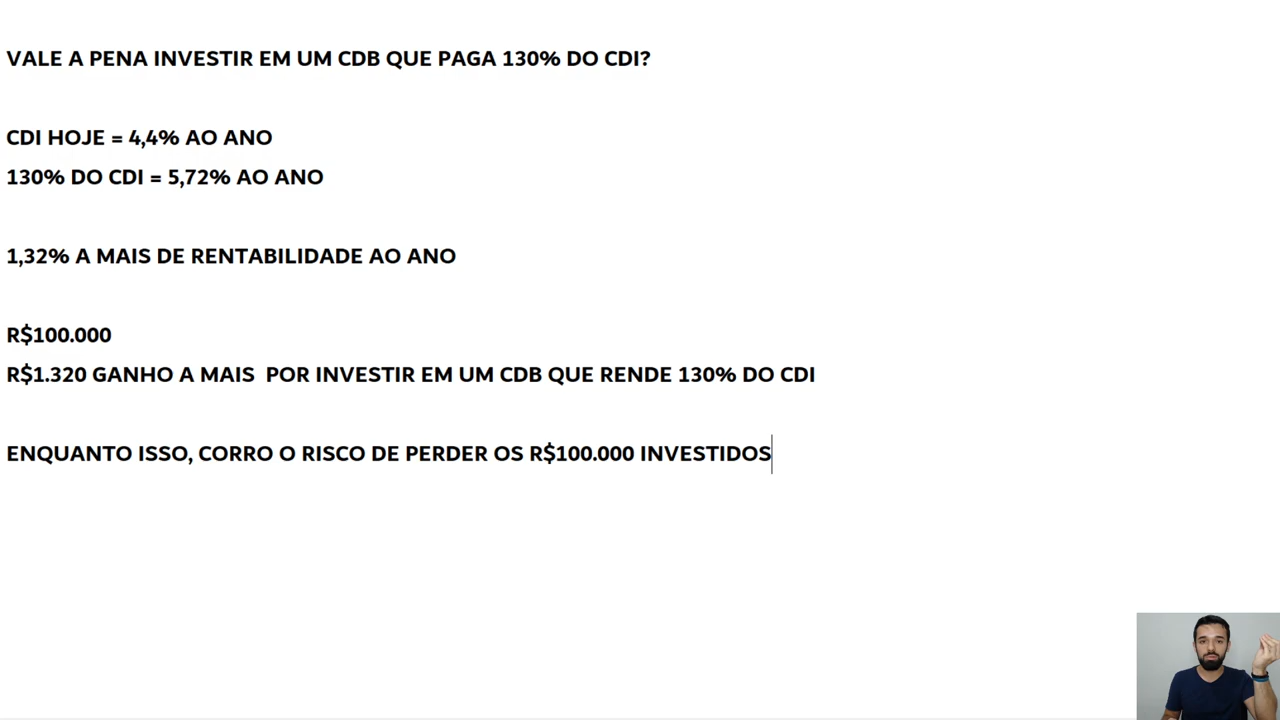 VALE A PENA INVESTIR EM UM CDB QUE PAGA 130% DO CDI?
CDI HOJE = 4,4% AO ANO
130% DO CDI = 5,72% AO ANO
1,32% A MAIS DE RENTABILIDADE AO ANO
R$100.000
R$1.320 GANHO A MAIS  POR INVESTIR EM UM CDB QUE RENDE 130% DO CDI
ENQUANTO ISSO, CORRO O RISCO DE PERDER OS R$100.000 INVESTIDOS